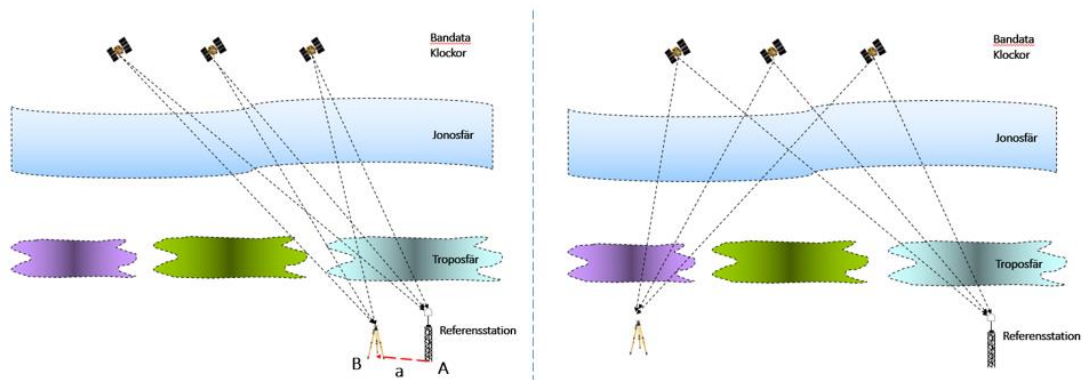 Bandata
Klockor
Jonosfär
Troposfär
Referensstation
B
a
A
Bandata
Klockor
Jonosfär
Troposfär
Referensstation